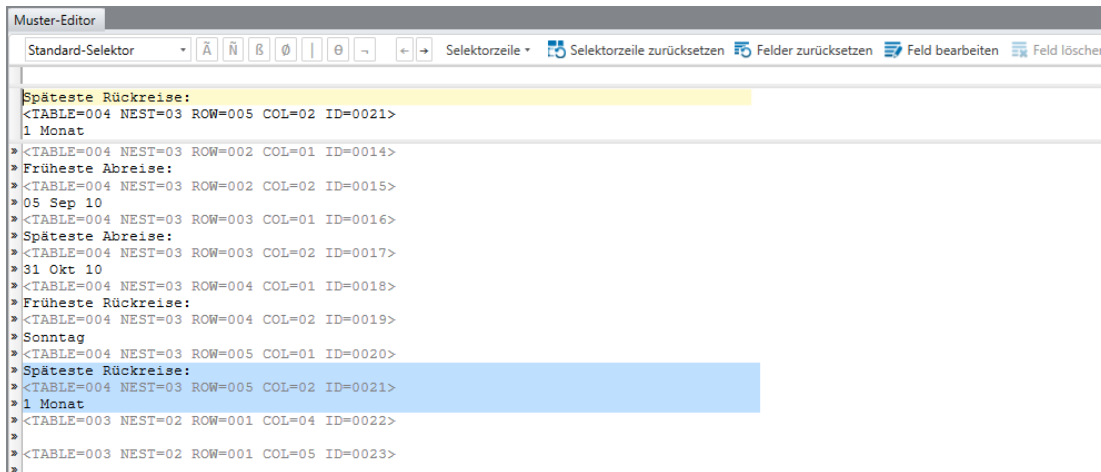 Muster-Editor
Standard-Selektor Ã Ñ ß Ø | θ ¬ ← → Selektorzeile Selektorzeile zurücksetzen Felder zurücksetzen Feld bearbeiten Feld löschen
Späteste Rückreise:
<TABLE=004 NEST=03 ROW=005 COL=02 ID=0021>
1 Monat
» <TABLE=004 NEST=03 ROW=002 COL=01 ID=0014>
» Früheste Abreise:
» <TABLE=004 NEST=03 ROW=002 COL=02 ID=0015>
» 05 Sep 10
» <TABLE=004 NEST=03 ROW=003 COL=01 ID=0016>
» Späteste Abreise:
» <TABLE=004 NEST=03 ROW=003 COL=02 ID=0017>
» 31 Okt 10
» <TABLE=004 NEST=03 ROW=004 COL=01 ID=0018>
» Früheste Rückreise:
» <TABLE=004 NEST=03 ROW=004 COL=02 ID=0019>
» Sonntag
» <TABLE=004 NEST=03 ROW=005 COL=01 ID=0020>
» Späteste Rückreise:
» <TABLE=004 NEST=03 ROW=005 COL=02 ID=0021>
» 1 Monat
» <TABLE=003 NEST=02 ROW=001 COL=04 ID=0022>
»
» <TABLE=003 NEST=02 ROW=001 COL=05 ID=0023>
»